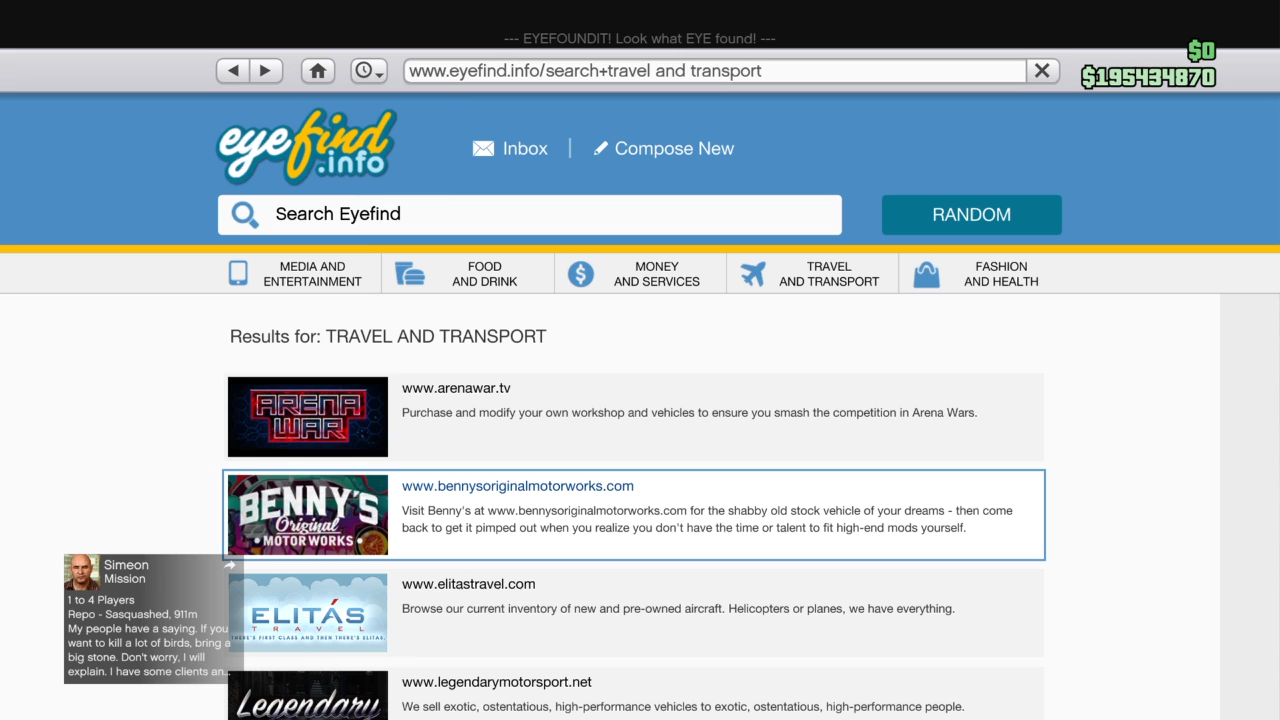 --- EYEFOUNDIT! Look what EYE found! ---
$0
www.eyefind.info/search+travel and transport
$195434870
eyefind
.info
Inbox
Compose New
Search Eyefind
RANDOM
MEDIA AND
ENTERTAINMENT
FOOD
AND DRINK
MONEY
AND SERVICES
TRAVEL
AND TRANSPORT
FASHION
AND HEALTH
Results for: TRAVEL AND TRANSPORT
ARENA
WAR
www.arenawar.tv
Purchase and modify your own workshop and vehicles to ensure you smash the competition in Arena Wars.
BENNY'S
Original
MOTOR WORKS
www.bennysoriginalmotorworks.com
Visit Benny's at www.bennysoriginalmotorworks.com for the shabby old stock vehicle of your dreams - then come
back to get it pimped out when you realize you don't have the time or talent to fit high-end mods yourself.
Simeon
Mission
1 to 4 Players
Repo - Sasquashed, 911m
My people have a saying. If you
want to kill a lot of birds, bring a
big stone. Don't worry, I will
explain. I have some clients an...
ELITÁS
TRAVEL
THERE'S FIRST CLASS AND THEN THERE'S ELITAS.
www.elitastravel.com
Browse our current inventory of new and pre-owned aircraft. Helicopters or planes, we have everything.
Legendary
www.legendarymotorsport.net
We sell exotic, ostentatious, high-performance vehicles to exotic, ostentatious, high-performance people.